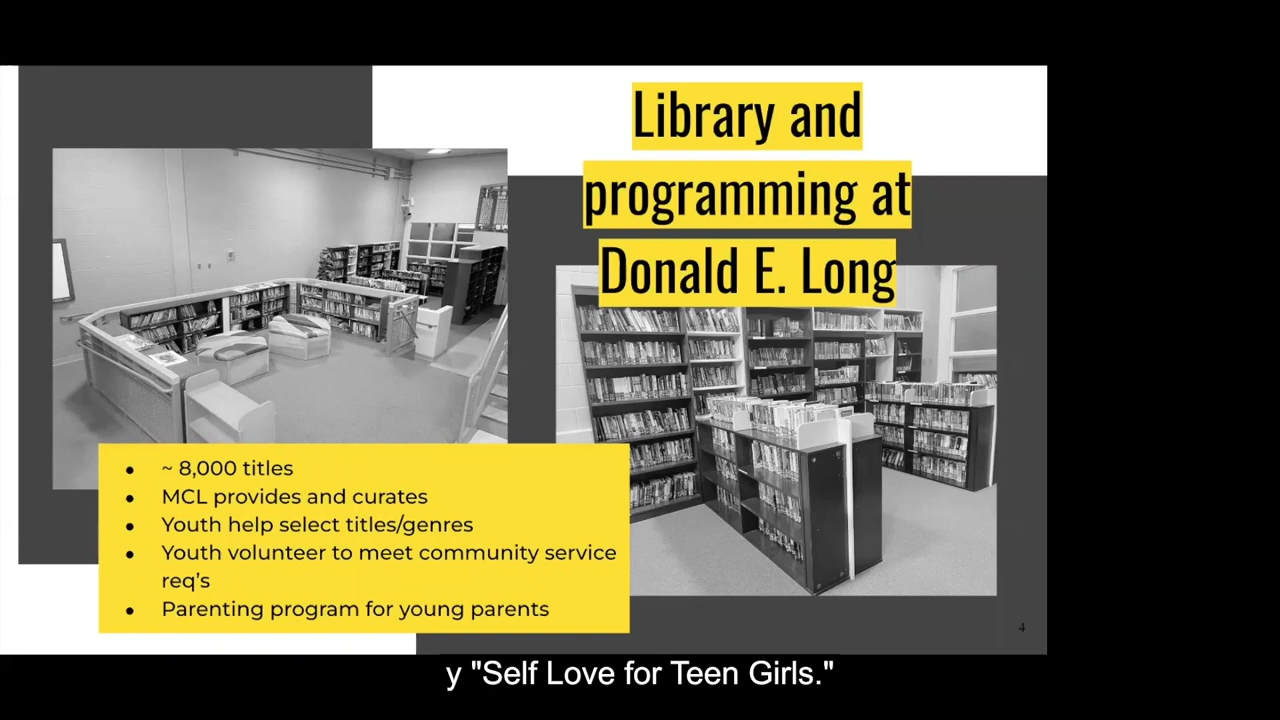 Library and
programming at
Donald E. Long
● ~ 8,000 titles
● MCL provides and curates
● Youth help select titles/genres
● Youth volunteer to meet community service
req's
● Parenting program for young parents
4
y "Self Love for Teen Girls."